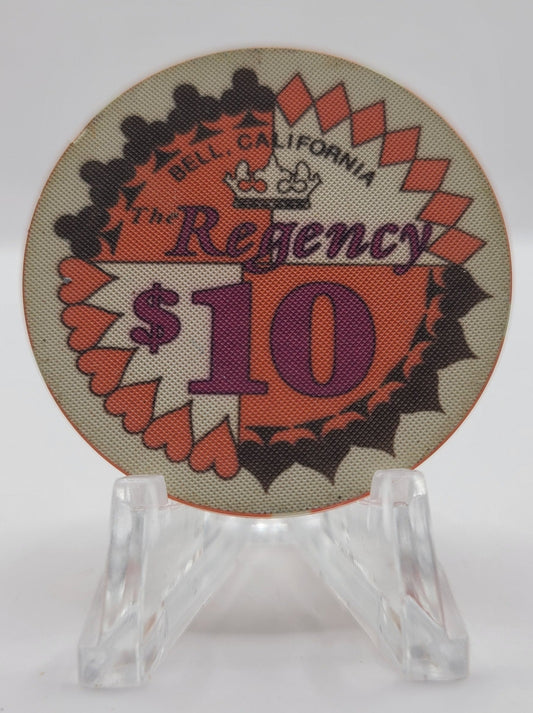 BELL, CALIFORNIA
The Regency
$10